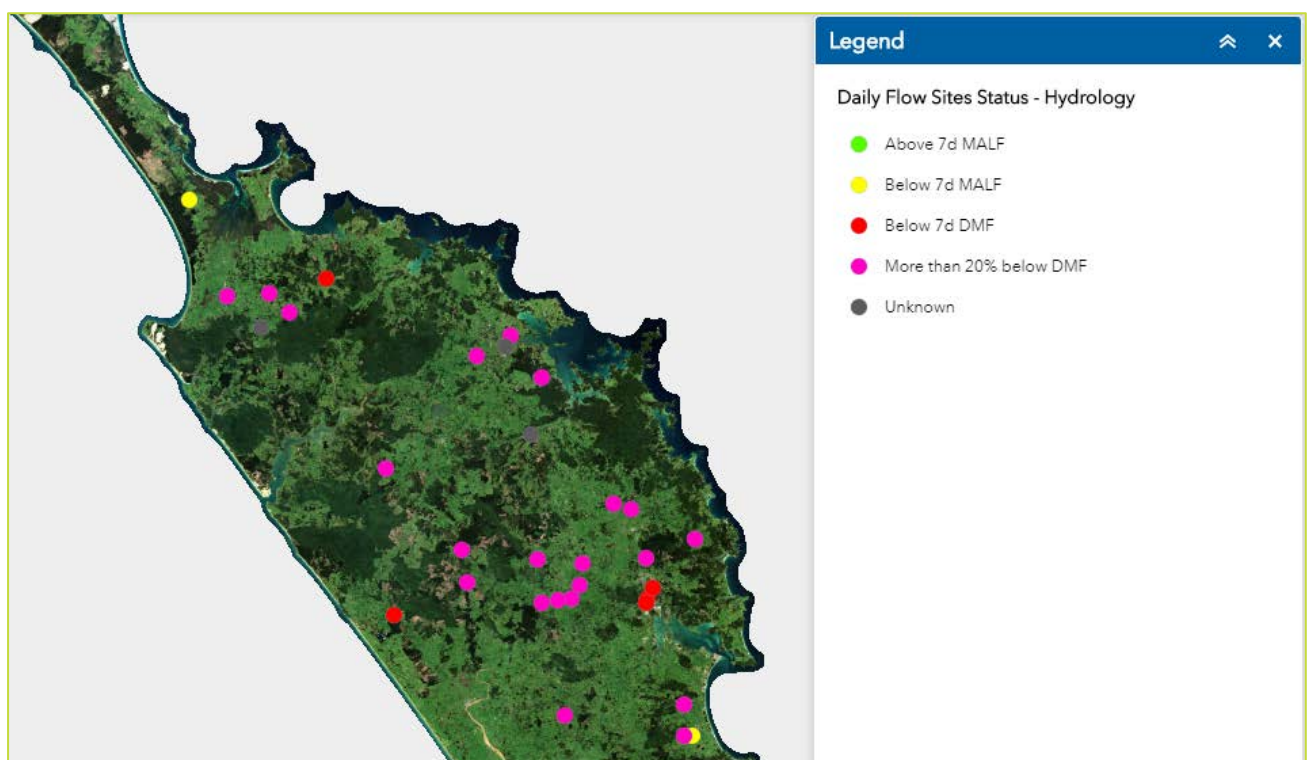 Legend
Daily Flow Sites Status - Hydrology
Above 7d MALF
Below 7d MALF
Below 7d DMF
More than 20% below DMF
Unknown